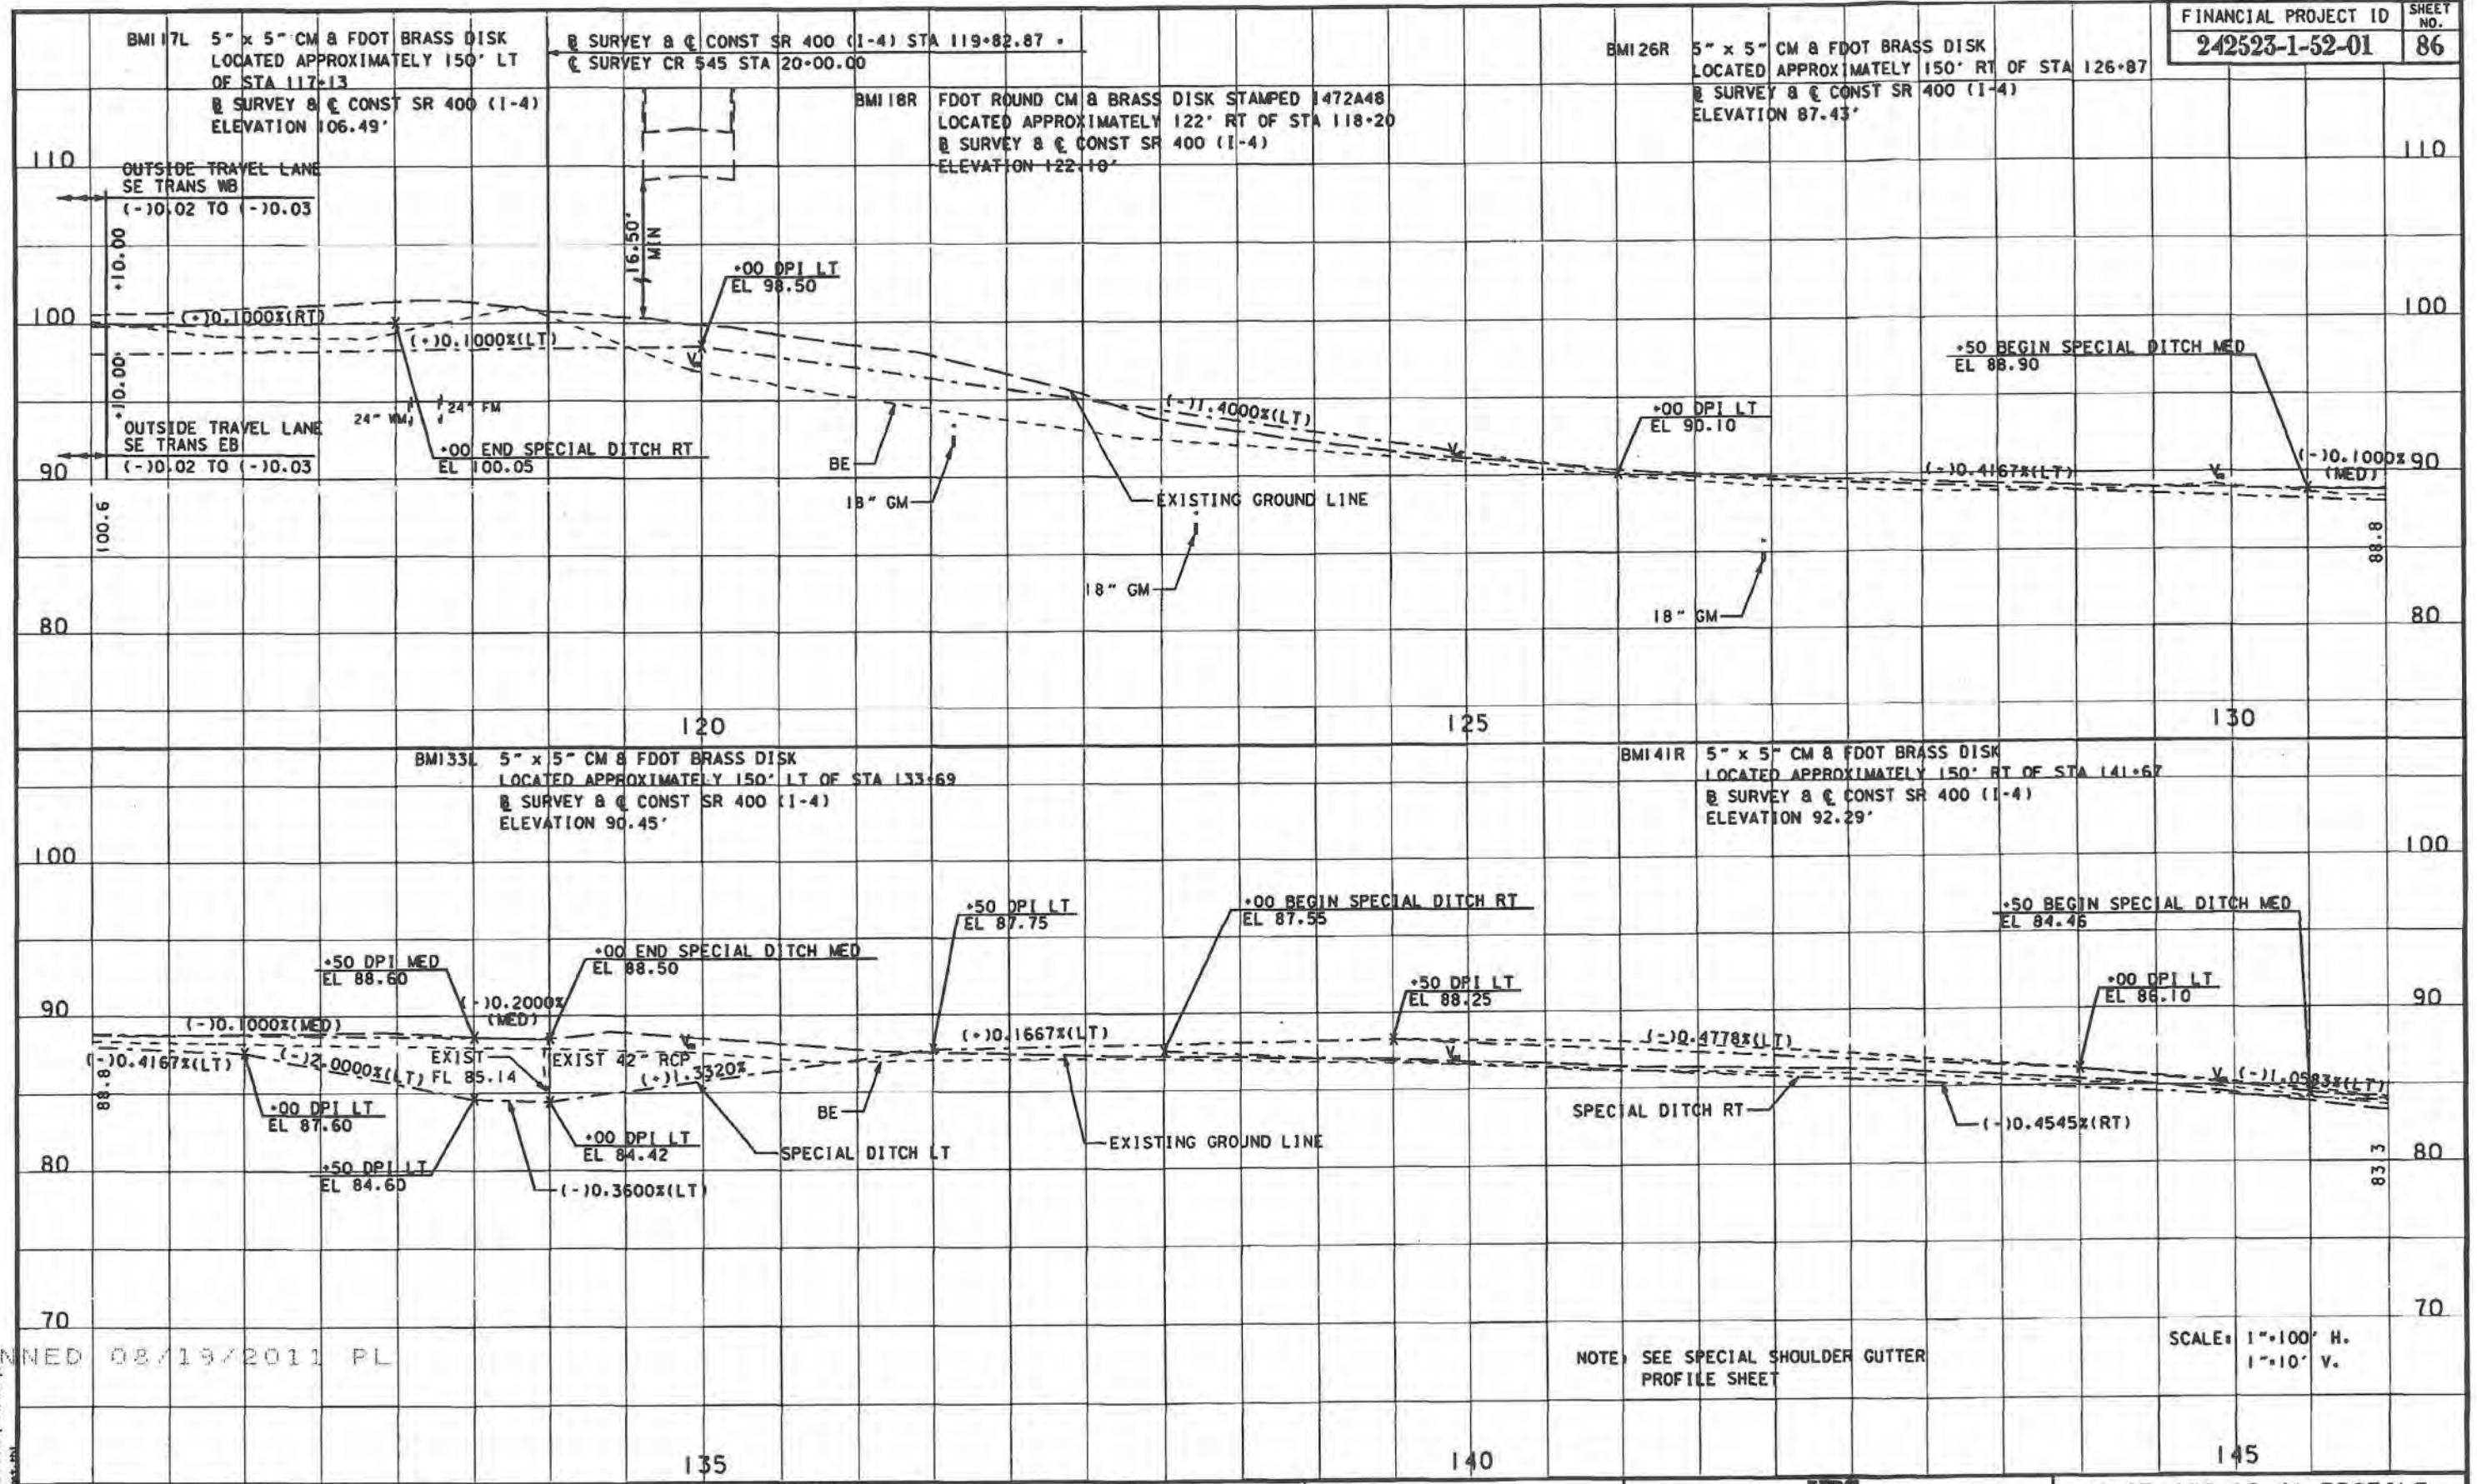 FINANCIAL PROJECT ID
SHEET NO.
242523-1-52-01
86
BM117L 5" x 5" CM & FDOT BRASS DISK
LOCATED APPROXIMATELY 150' LT
OF STA 117+13
℄ SURVEY & ℄ CONST SR 400 (I-4)
ELEVATION 106.49'
℄ SURVEY & ℄ CONST SR 400 (I-4) STA 119+82.87 =
℄ SURVEY CR 545 STA 20+00.00
BM118R FDOT ROUND CM & BRASS DISK STAMPED 1472A48
LOCATED APPROXIMATELY 122' RT OF STA 118+20
℄ SURVEY & ℄ CONST SR 400 (I-4)
ELEVATION 122.10'
BM126R 5" x 5" CM & FDOT BRASS DISK
LOCATED APPROXIMATELY 150' RT OF STA 126+87
℄ SURVEY & ℄ CONST SR 400 (I-4)
ELEVATION 87.43'
110
110
OUTSIDE TRAVEL LANE
SE TRANS WB
(-)0.02 TO (-)0.03
+10.00
16.50'
MIN
+00 DPI LT
EL 98.50
100
100
(+)0.1000%(RT)
(+)0.1000%(LT)
+50 BEGIN SPECIAL DITCH MED
EL 88.90
+10.00
24" WM
24" FM
(-)1.4000%(LT)
+00 DPI LT
EL 90.10
OUTSIDE TRAVEL LANE
SE TRANS EB
(-)0.02 TO (-)0.03
+00 END SPECIAL DITCH RT
EL 100.05
BE
(-)0.4167%(LT)
(-)0.1000%
(MED)
90
90
100.6
18" GM
EXISTING GROUND LINE
88.8
18" GM
18" GM
80
80
120
125
130
BM133L 5" x 5" CM & FDOT BRASS DISK
LOCATED APPROXIMATELY 150' LT OF STA 133+69
℄ SURVEY & ℄ CONST SR 400 (I-4)
ELEVATION 90.45'
BM141R 5" x 5" CM & FDOT BRASS DISK
LOCATED APPROXIMATELY 150' RT OF STA 141+67
℄ SURVEY & ℄ CONST SR 400 (I-4)
ELEVATION 92.29'
100
100
+50 DPI LT
EL 87.75
+00 BEGIN SPECIAL DITCH RT
EL 87.55
+50 BEGIN SPECIAL DITCH MED
EL 84.46
+50 DPI MED
EL 88.60
+00 END SPECIAL DITCH MED
EL 88.50
+50 DPI LT
EL 88.25
+00 DPI LT
EL 86.10
90
90
(-)0.1000%(MED)
(-)0.2000%
(MED)
(+)0.1667%(LT)
(-)0.4778%(LT)
(-)0.4167%(LT)
(-)2.0000%(LT)
EXIST
FL 85.14
EXIST 42" RCP
(+)1.3320%(LT)
(-)1.0583%(LT)
88.8
+00 DPI LT
EL 87.60
BE
SPECIAL DITCH RT
(-)0.4545%(RT)
+00 DPI LT
EL 84.42
SPECIAL DITCH LT
EXISTING GROUND LINE
80
80
+50 DPI LT
EL 84.60
(-)0.3600%(LT)
83.3
70
70
NNED 08/19/2011 PL
NOTE: SEE SPECIAL SHOULDER GUTTER
PROFILE SHEET
SCALE: 1"=100' H.
1"=10' V.
135
140
145